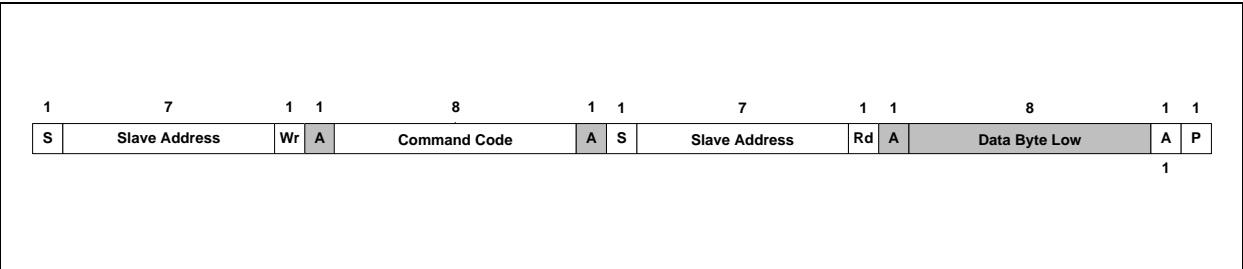 1 7 1 1 8 1 1 7 1 1 8 1 1
S Slave Address Wr A Command Code A S Slave Address Rd A Data Byte Low A P
1